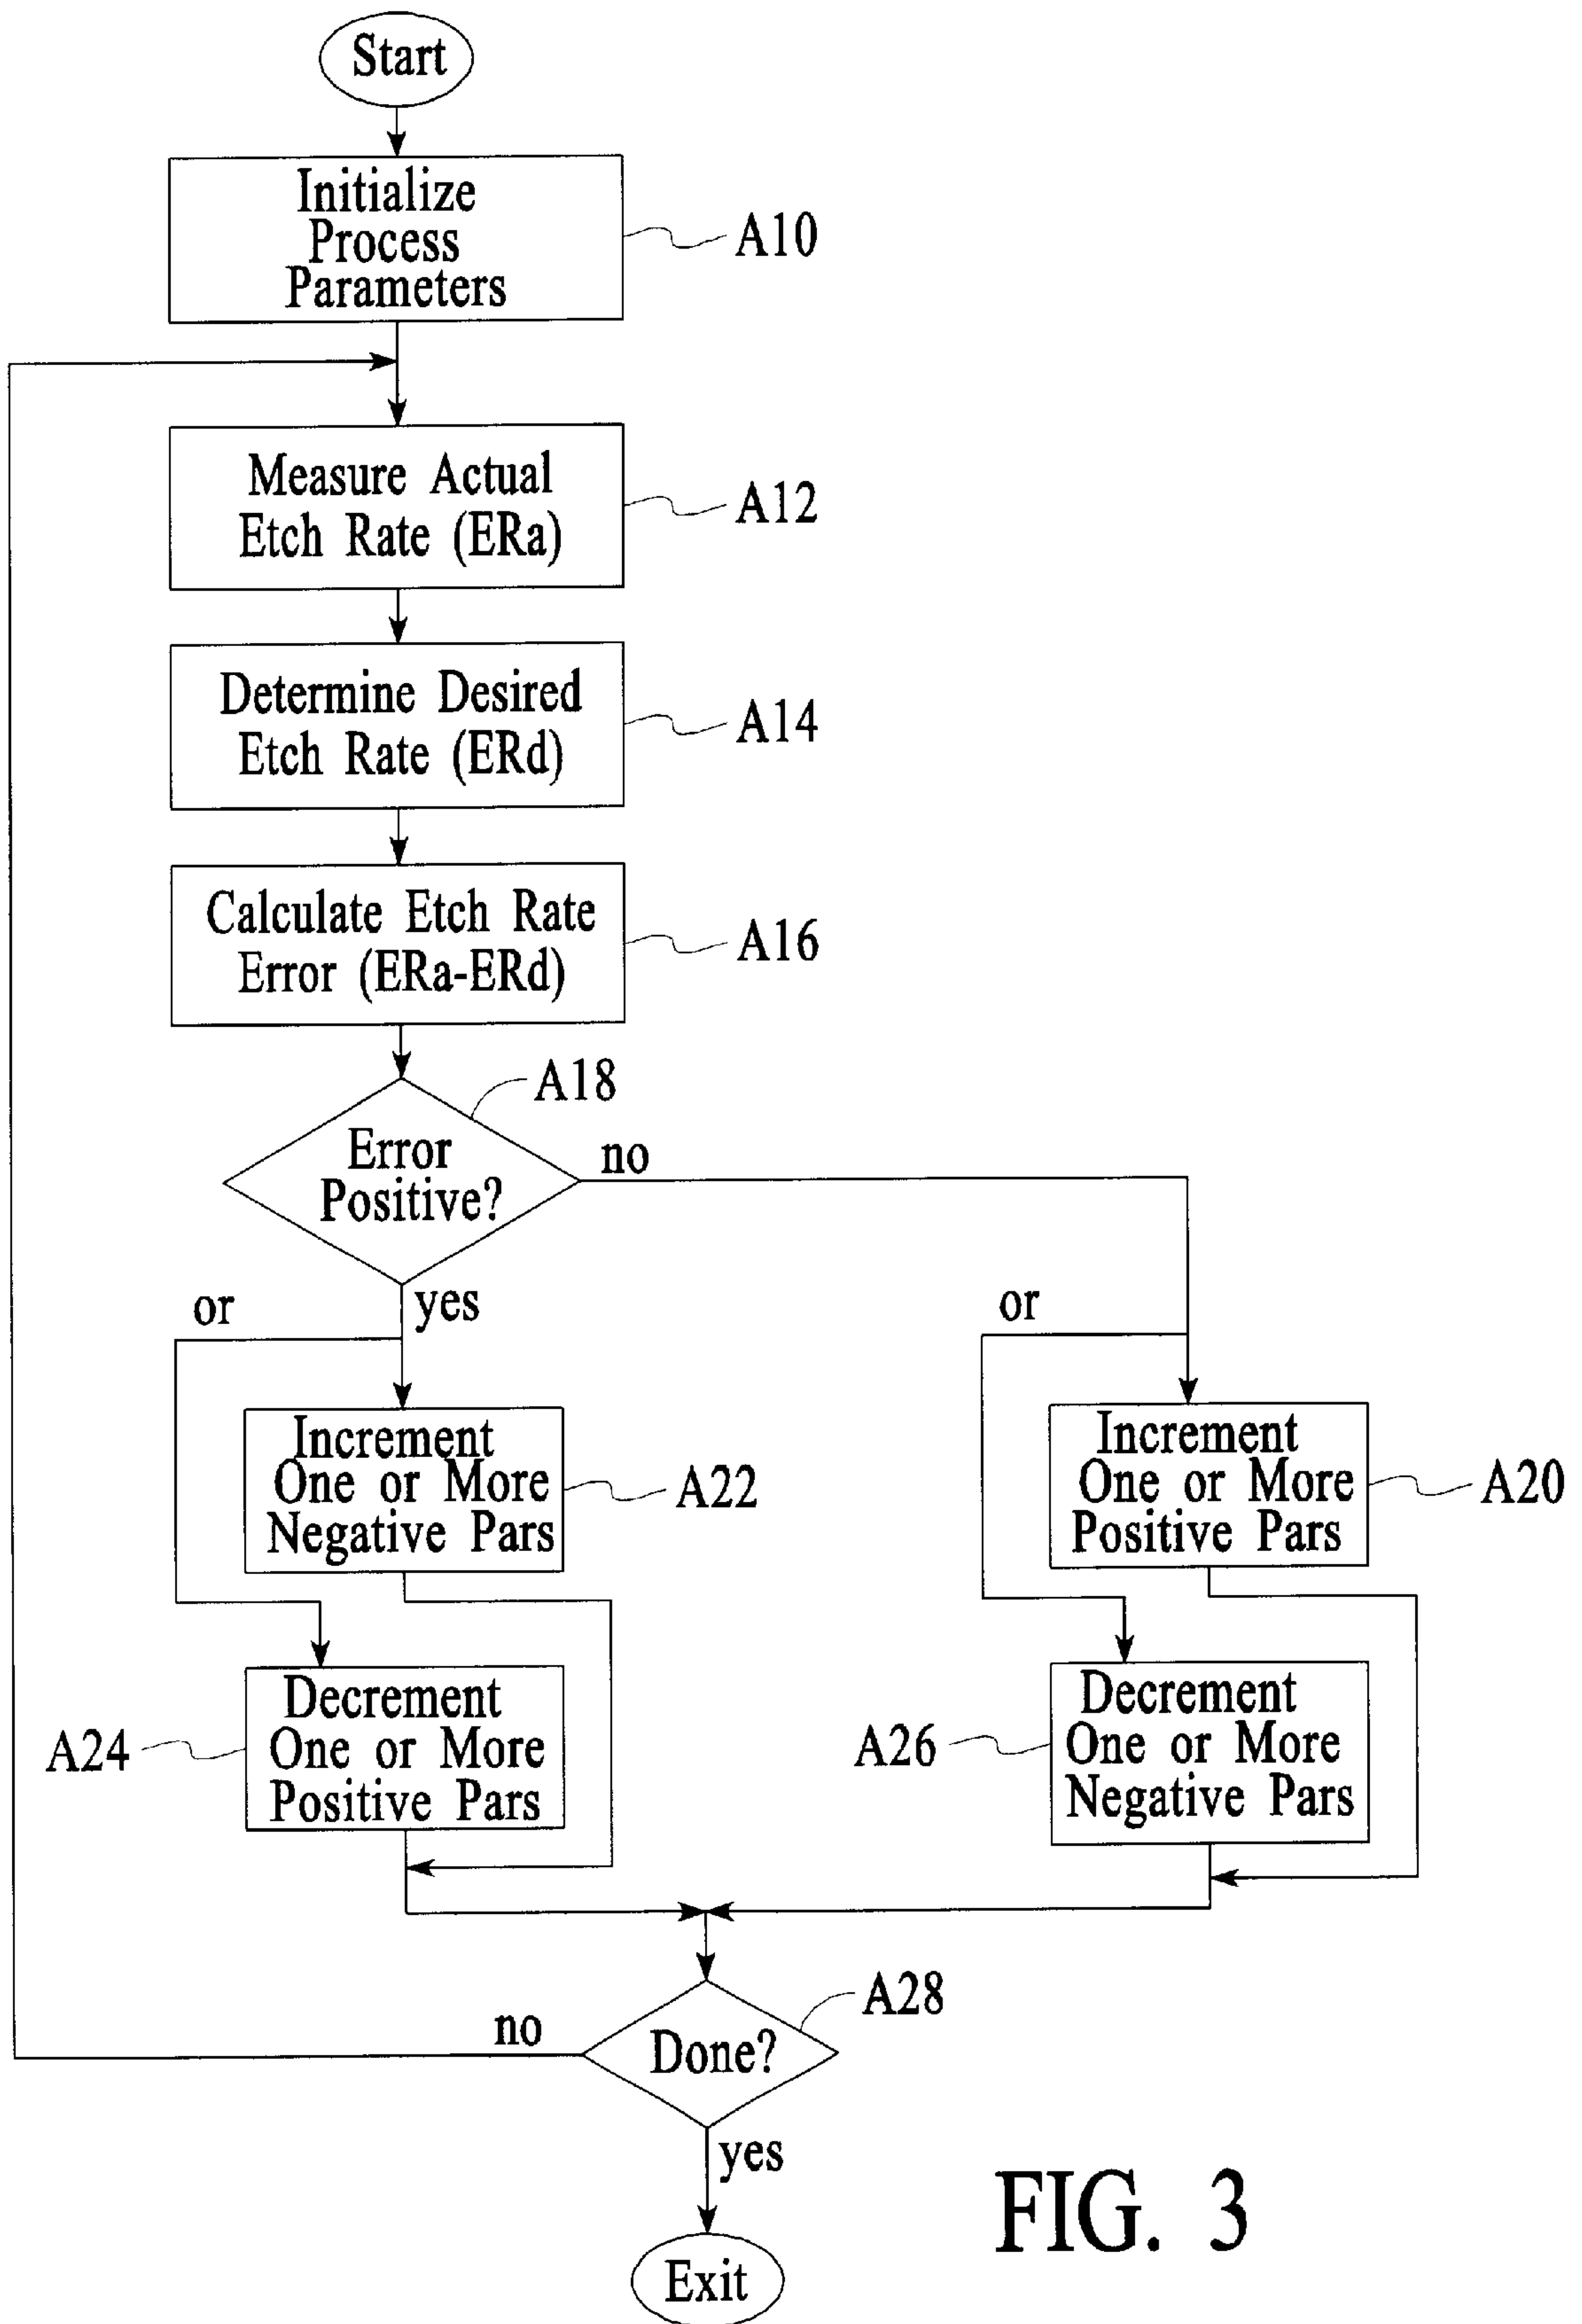 Start
Initialize
Process
Parameters
A10
Measure Actual
Etch Rate (ERa)
A12
Determine Desired
Etch Rate (ERd)
A14
Calculate Etch Rate
Error (ERa-ERd)
A16
A18
Error
Positive?
no
or
yes
or
Increment
One or More
Negative Pars
A22
Increment
One or More
Positive Pars
A20
Decrement
One or More
Positive Pars
A24
Decrement
One or More
Negative Pars
A26
A28
Done?
no
yes
Exit
FIG. 3